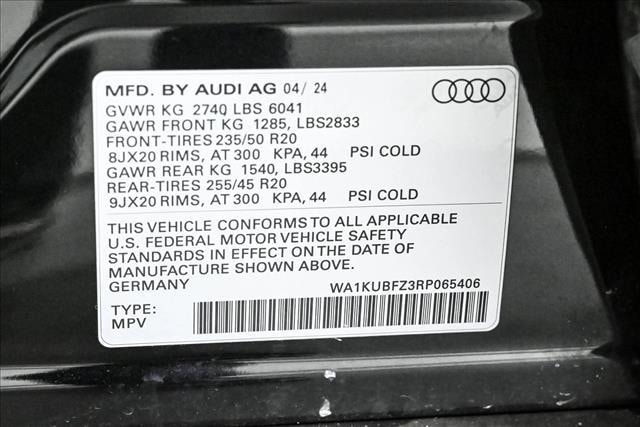 MFD. BY AUDI AG 04/ 24
GVWR KG 2740 LBS 6041
GAWR FRONT KG 1285, LBS2833
FRONT-TIRES 235/50 R20
8JX20 RIMS, AT 300 KPA, 44 PSI COLD
GAWR REAR KG 1540, LBS3395
REAR-TIRES 255/45 R20
9JX20 RIMS, AT 300 KPA, 44 PSI COLD
THIS VEHICLE CONFORMS TO ALL APPLICABLE
U.S. FEDERAL MOTOR VEHICLE SAFETY
STANDARDS IN EFFECT ON THE DATE OF
MANUFACTURE SHOWN ABOVE.
GERMANY WA1KUBFZ3RP065406
TYPE:
MPV